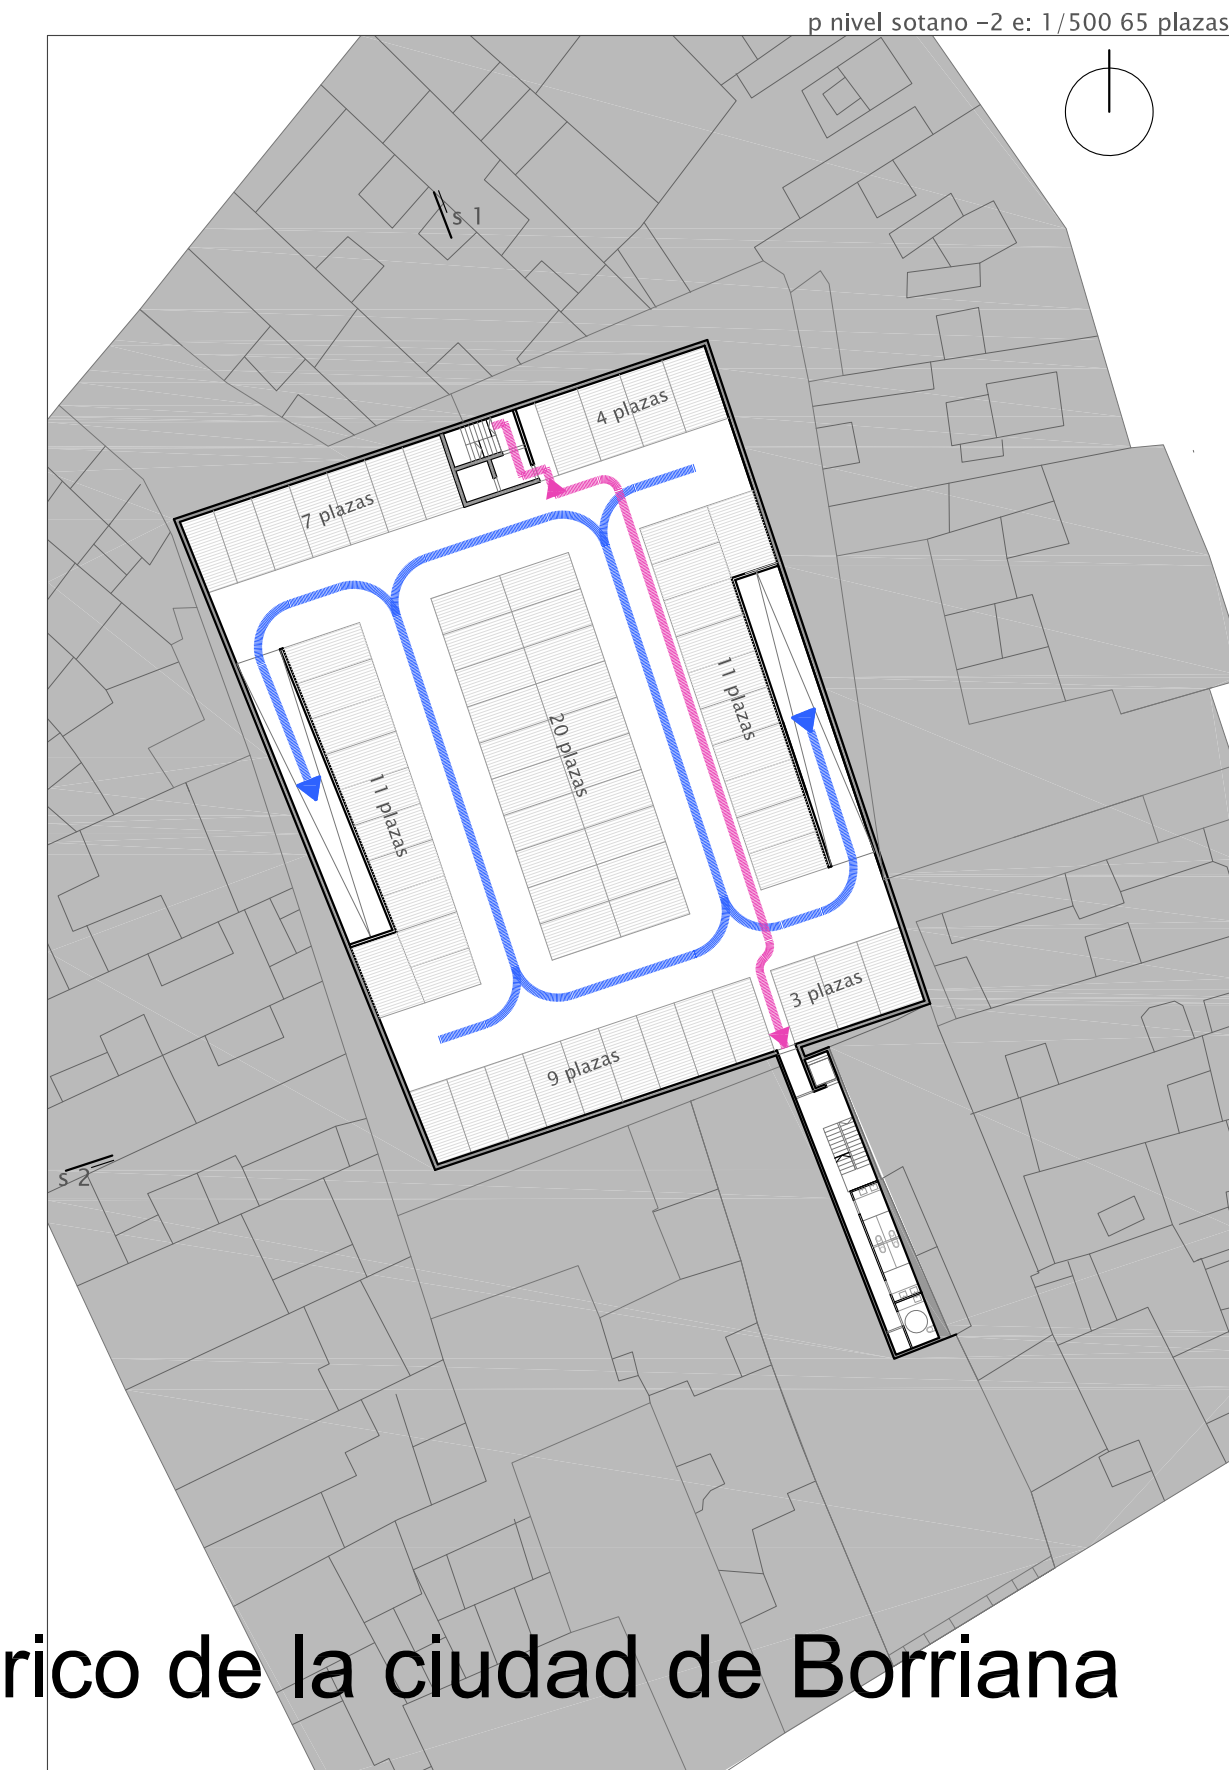 p nivel sotano -2 e: 1/500 65 plazas
s 1
4 plazas
7 plazas
11 plazas
20 plazas
11 plazas
3 plazas
9 plazas
s 2
rico de la ciudad de Borriana